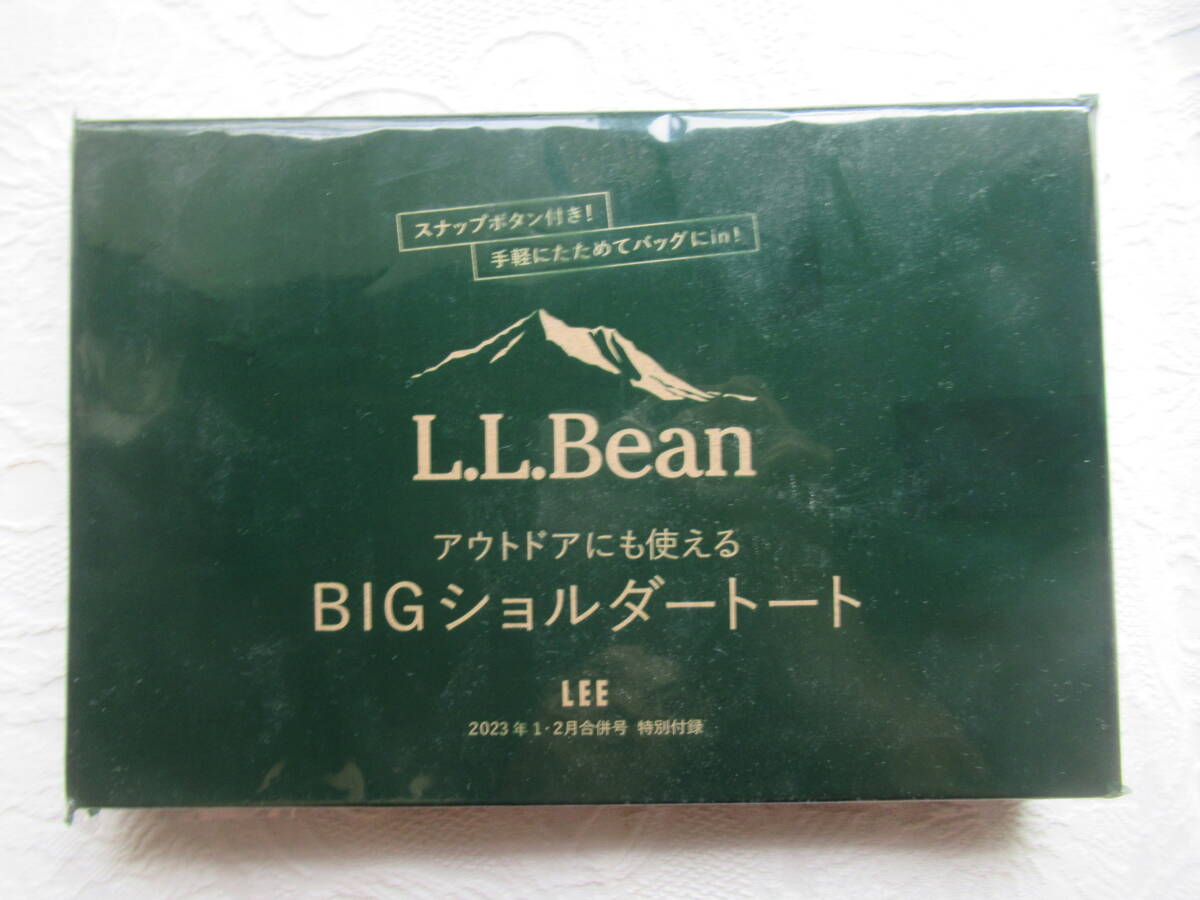 スナップボタン付き!
手軽にたためてバッグにin!
L.L.Bean
アウトドアにも使える
BIGショルダートート
LEE
2023年1・2月合併号 特別付録